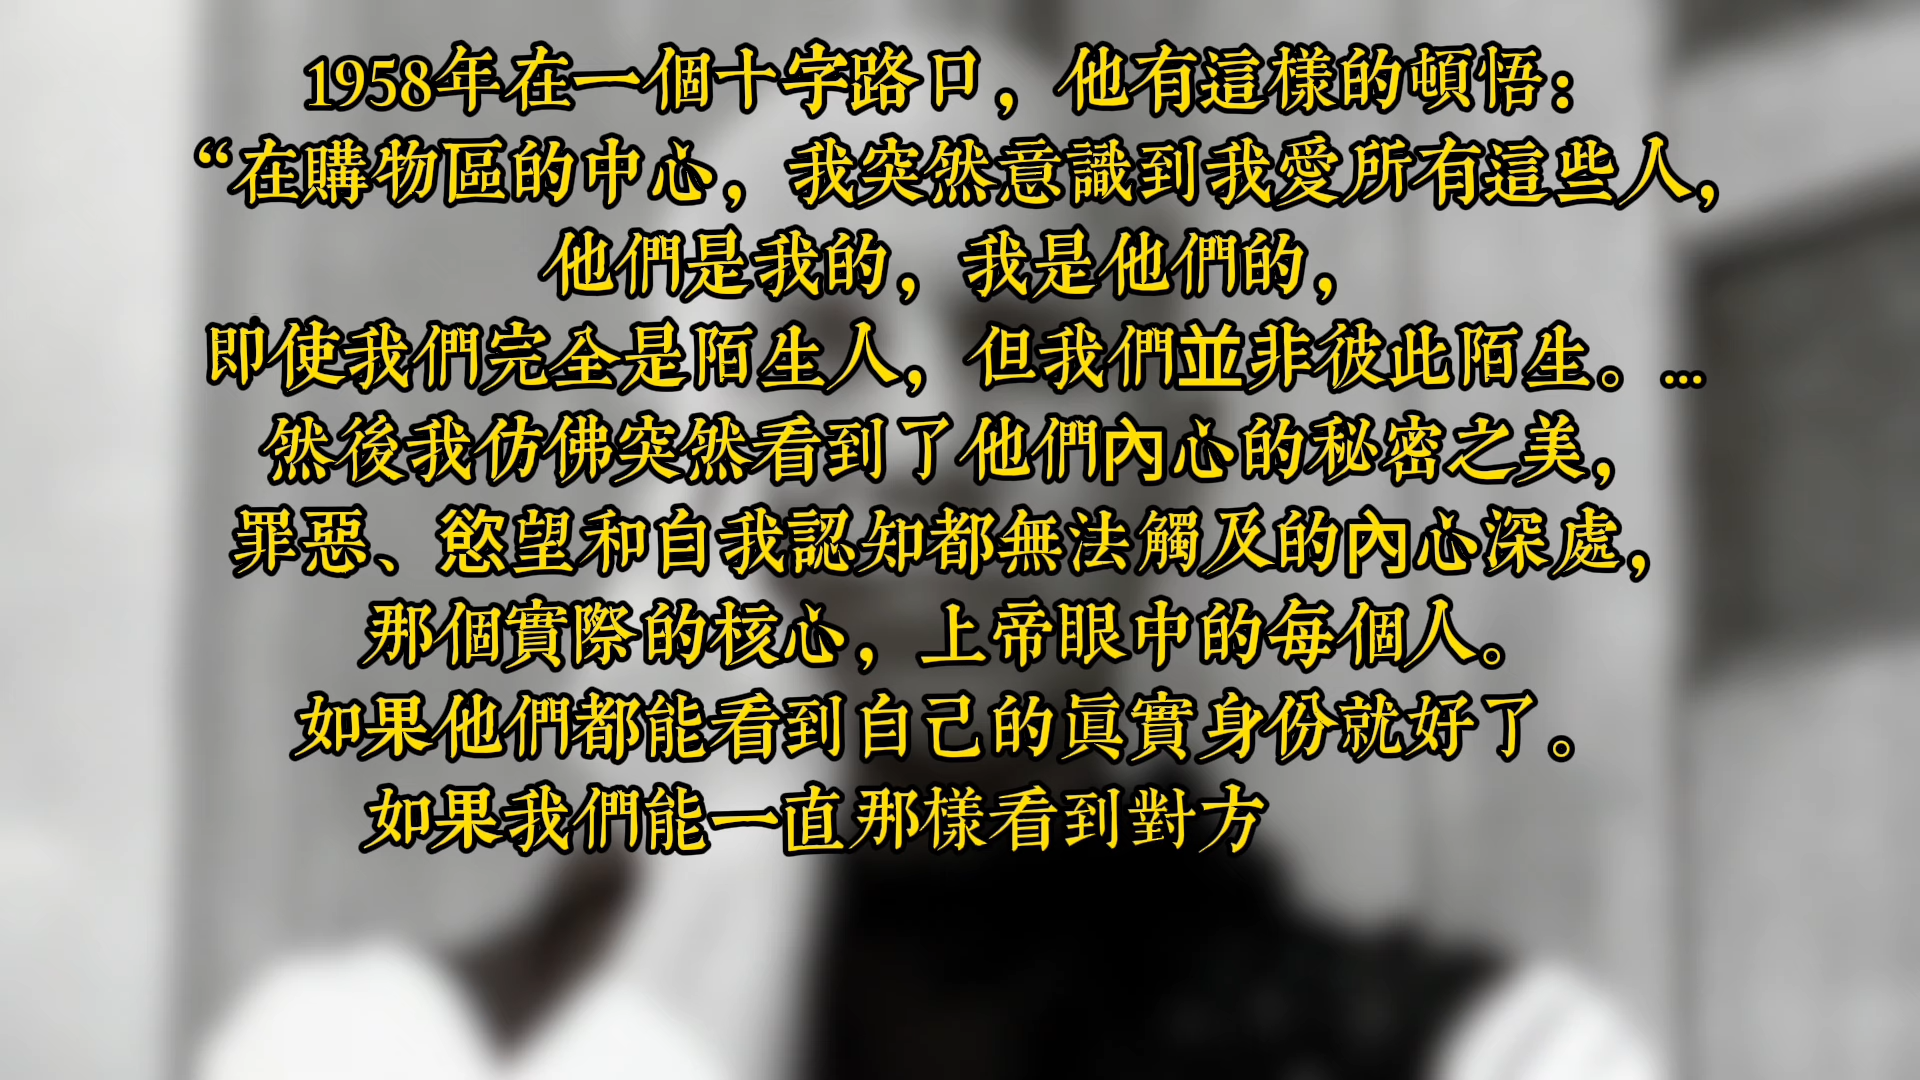 1958年在一個十字路口，他有這樣的頓悟：
“在購物區的中心，我突然意識到我愛所有這些人，
他們是我的，我是他們的，
即使我們完全是陌生人，但我們並非彼此陌生。...
然後我仿佛突然看到了他們內心的秘密之美，
罪惡、慾望和自我認知都無法觸及的內心深處，
那個實際的核心，上帝眼中的每個人。
如果他們都能看到自己的眞實身份就好了。
如果我們能一直那樣看到對方